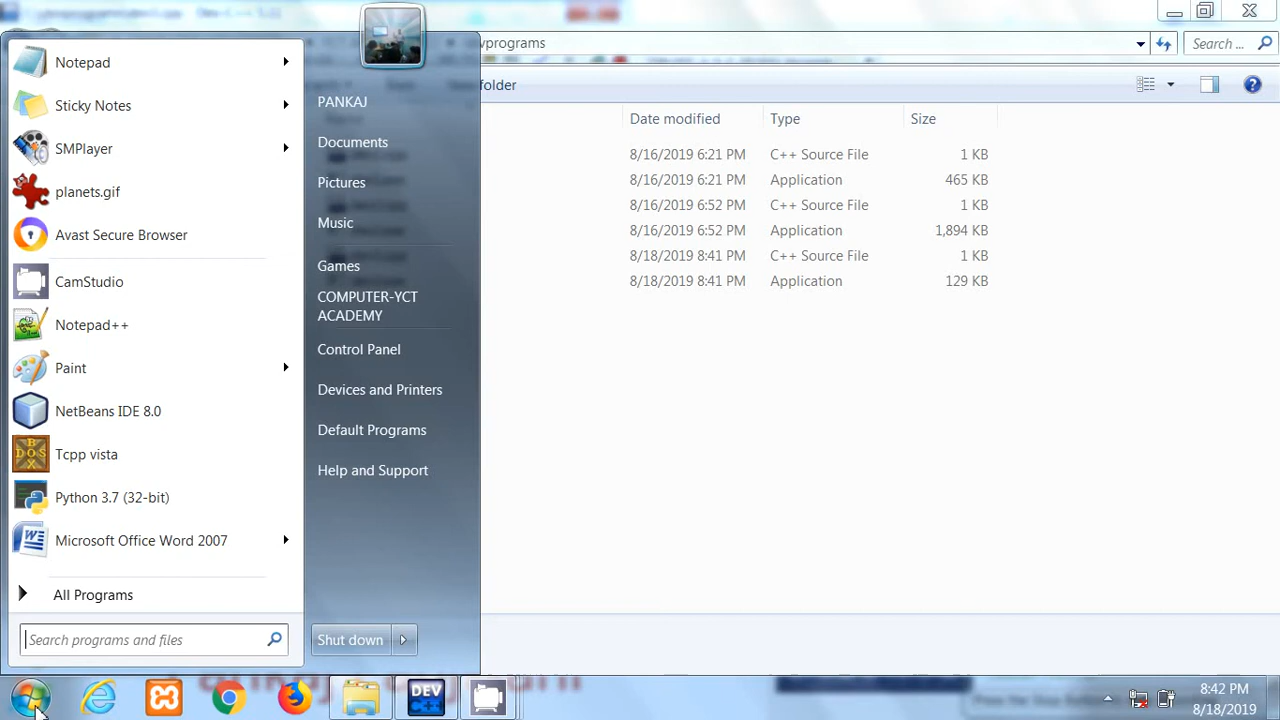 vprograms
Search ...
folder
Notepad
Sticky Notes
SMPlayer
planets.gif
Avast Secure Browser
CamStudio
Notepad++
Paint
NetBeans IDE 8.0
Tcpp vista
Python 3.7 (32-bit)
Microsoft Office Word 2007
All Programs
Search programs and files
PANKAJ
Documents
Pictures
Music
Games
COMPUTER-YCT
ACADEMY
Control Panel
Devices and Printers
Default Programs
Help and Support
Shut down
Date modified Type Size
8/16/2019 6:21 PM C++ Source File 1 KB
8/16/2019 6:21 PM Application 465 KB
8/16/2019 6:52 PM C++ Source File 1 KB
8/16/2019 6:52 PM Application 1,894 KB
8/18/2019 8:41 PM C++ Source File 1 KB
8/18/2019 8:41 PM Application 129 KB
DEV
C++
8:42 PM
8/18/2019